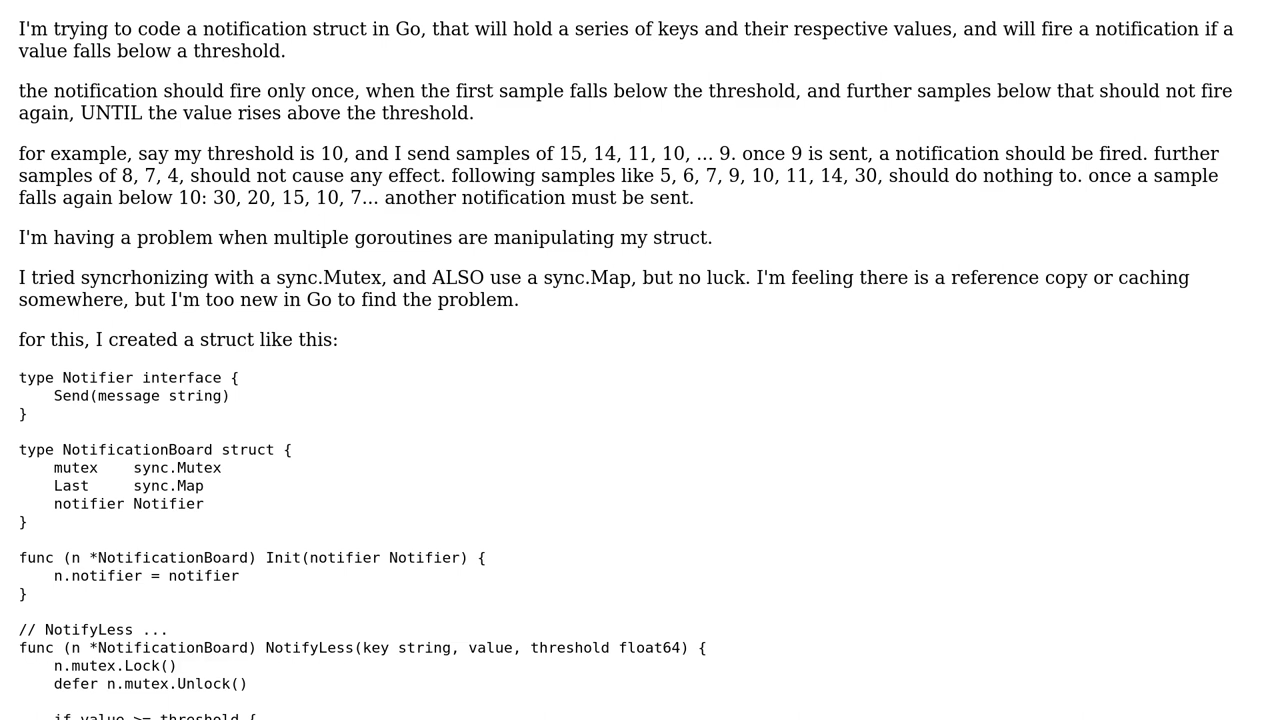 I'm trying to code a notification struct in Go, that will hold a series of keys and their respective values, and will fire a notification if a
value falls below a threshold.
the notification should fire only once, when the first sample falls below the threshold, and further samples below that should not fire
again, UNTIL the value rises above the threshold.
for example, say my threshold is 10, and I send samples of 15, 14, 11, 10, ... 9. once 9 is sent, a notification should be fired. further
samples of 8, 7, 4, should not cause any effect. following samples like 5, 6, 7, 9, 10, 11, 14, 30, should do nothing to. once a sample
falls again below 10: 30, 20, 15, 10, 7... another notification must be sent.
I'm having a problem when multiple goroutines are manipulating my struct.
I tried syncrhonizing with a sync.Mutex, and ALSO use a sync.Map, but no luck. I'm feeling there is a reference copy or caching
somewhere, but I'm too new in Go to find the problem.
for this, I created a struct like this:
type Notifier interface {
    Send(message string)
}
type NotificationBoard struct {
    mutex    sync.Mutex
    Last     sync.Map
    notifier Notifier
}
func (n *NotificationBoard) Init(notifier Notifier) {
    n.notifier = notifier
}
// NotifyLess ...
func (n *NotificationBoard) NotifyLess(key string, value, threshold float64) {
    n.mutex.Lock()
    defer n.mutex.Unlock()
    if value >= threshold {